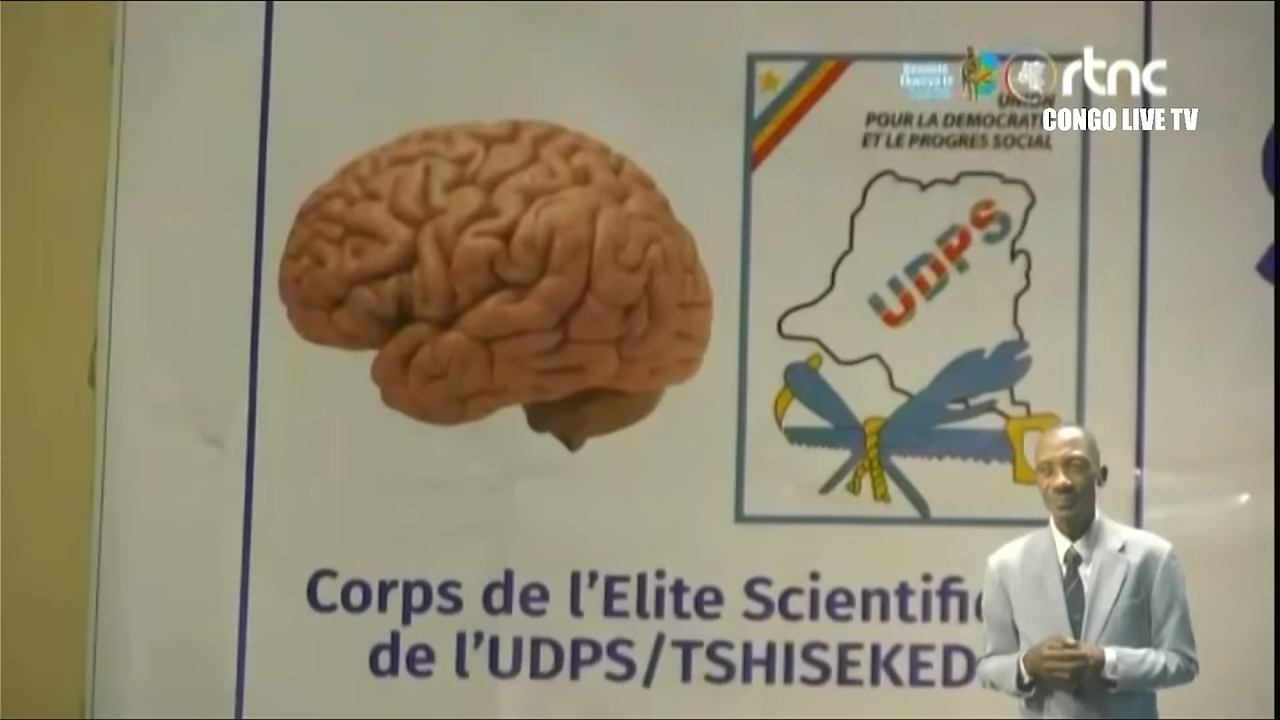 rtnc
CONGO LIVE TV
UNION
POUR LA DEMOCRATI
ET LE PROGRES SOCIAL
UDPS
Corps de l'Elite Scientifi
de l'UDPS/TSHISEKED